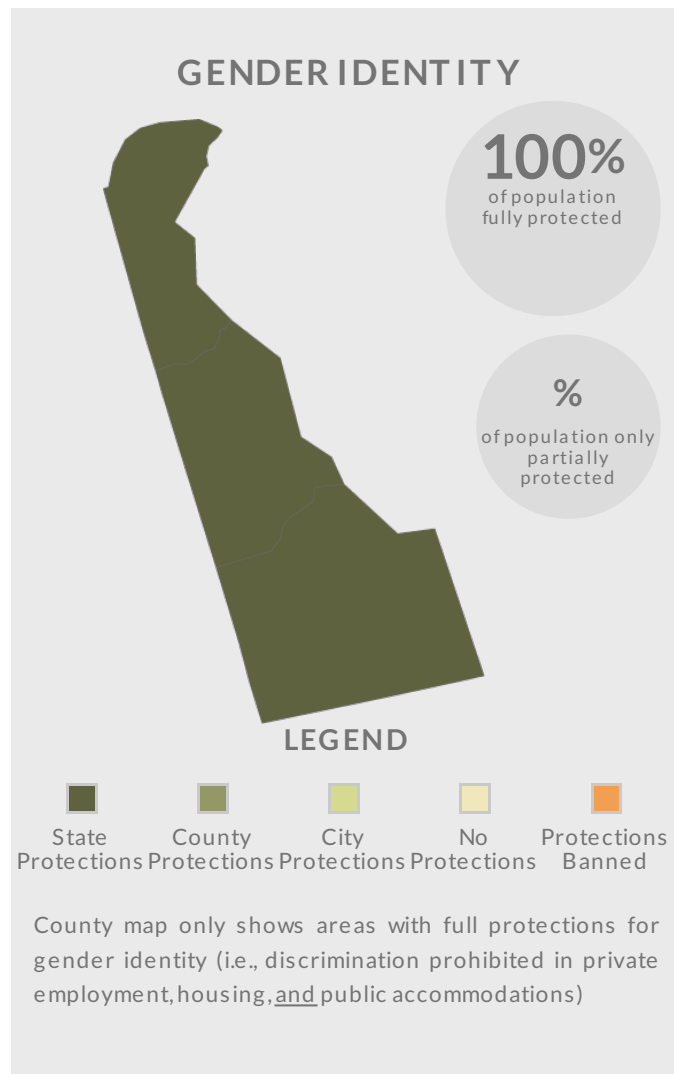 GENDER IDENTITY
100%
of population
fully protected
%
of population only
partially
protected
LEGEND
State
Protections
County
Protections
City
Protections
No
Protections
Protections
Banned
County map only shows areas with full protections for
gender identity (i.e., discrimination prohibited in private
employment, housing, and public accommodations)